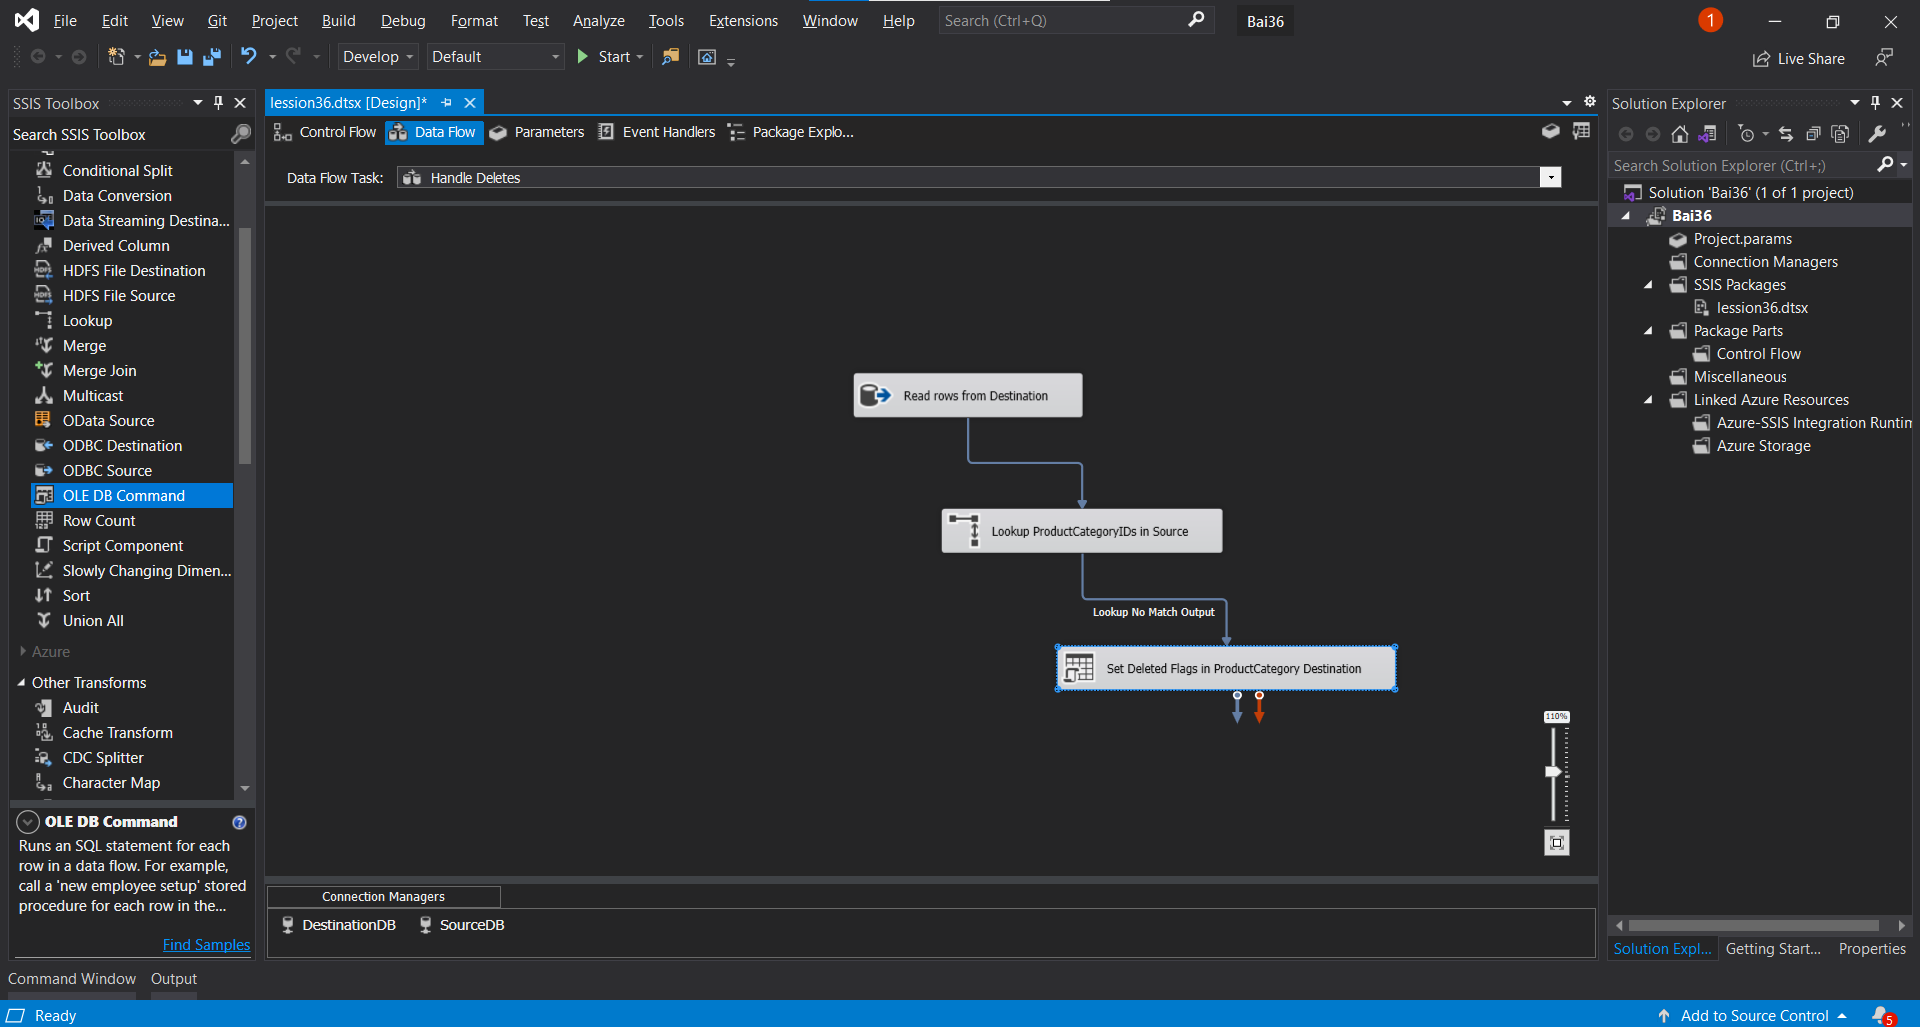 File Edit View Git Project Build Debug Format Test Analyze Tools Extensions Window Help Search (Ctrl+Q) Bai36 1
Develop Default Start Live Share
SSIS Toolbox
Search SSIS Toolbox
Conditional Split
Data Conversion
Data Streaming Destina...
Derived Column
HDFS File Destination
HDFS File Source
Lookup
Merge
Merge Join
Multicast
OData Source
ODBC Destination
ODBC Source
OLE DB Command
Row Count
Script Component
Slowly Changing Dimen...
Sort
Union All
Azure
Other Transforms
Audit
Cache Transform
CDC Splitter
Character Map
OLE DB Command
Runs an SQL statement for each
row in a data flow. For example,
call a 'new employee setup' stored
procedure for each row in the...
Find Samples
lession36.dtsx [Design]*
Control Flow Data Flow Parameters Event Handlers Package Explo...
Data Flow Task: Handle Deletes
Read rows from Destination
Lookup ProductCategoryIDs in Source
Lookup No Match Output
Set Deleted Flags in ProductCategory Destination
110%
Connection Managers
DestinationDB SourceDB
Solution Explorer
Search Solution Explorer (Ctrl+;)
Solution 'Bai36' (1 of 1 project)
Bai36
Project.params
Connection Managers
SSIS Packages
lession36.dtsx
Package Parts
Control Flow
Miscellaneous
Linked Azure Resources
Azure-SSIS Integration Runtin
Azure Storage
Solution Expl... Getting Start... Properties
Command Window Output
Ready Add to Source Control 5